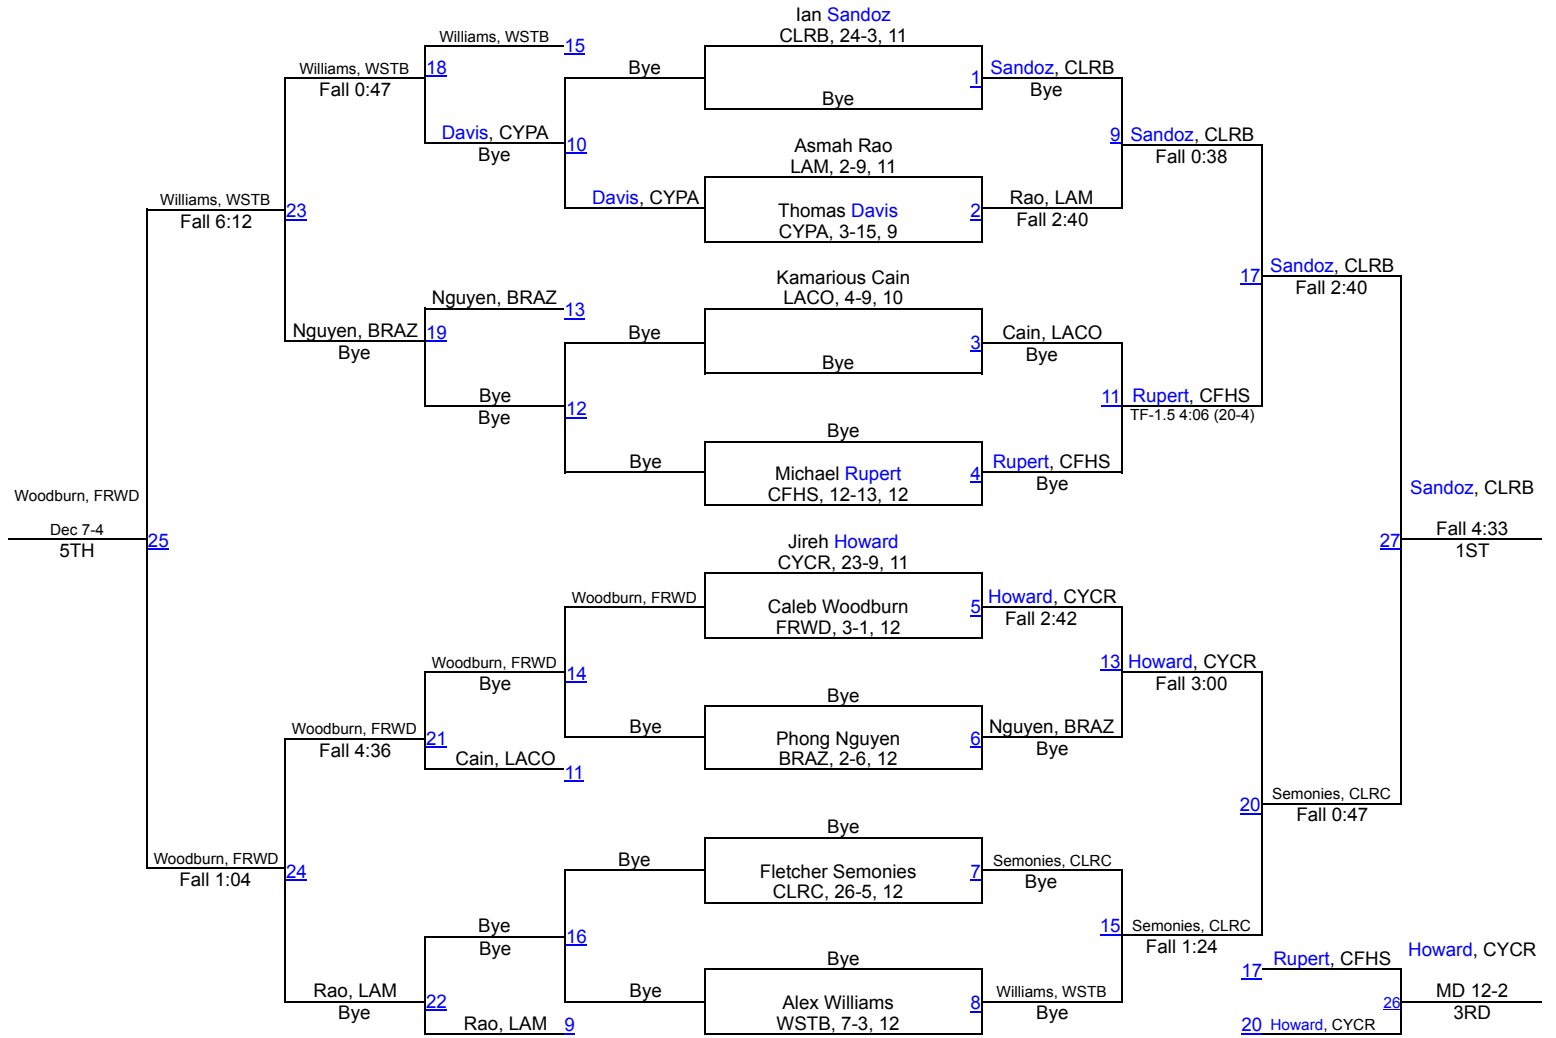 Ian Sandoz
CLRB, 24-3, 11
Williams, WSTB
15
Bye
1
Sandoz, CLRB
Bye
Williams, WSTB
18
Fall 0:47
Bye
Davis, CYPA
10
Bye
9
Sandoz, CLRB
Fall 0:38
Asmah Rao
LAM, 2-9, 11
Williams, WSTB
23
Fall 6:12
Davis, CYPA
Thomas Davis
CYPA, 3-15, 9
2
Rao, LAM
Fall 2:40
17
Sandoz, CLRB
Fall 2:40
Kamarious Cain
LACO, 4-9, 10
Nguyen, BRAZ
13
Nguyen, BRAZ
19
Bye
Bye
Bye
3
Cain, LACO
Bye
Bye
Bye
12
11
Rupert, CFHS
TF-1.5 4:06 (20-4)
Bye
Bye
Michael Rupert
CFHS, 12-13, 12
4
Rupert, CFHS
Bye
Woodburn, FRWD
Dec 7-4
5TH
25
Sandoz, CLRB
27
Fall 4:33
1ST
Jireh Howard
CYCR, 23-9, 11
Woodburn, FRWD
Caleb Woodburn
FRWD, 3-1, 12
5
Howard, CYCR
Fall 2:42
Woodburn, FRWD
Bye
14
13
Howard, CYCR
Fall 3:00
Bye
Woodburn, FRWD
Fall 4:36
21
Bye
Phong Nguyen
BRAZ, 2-6, 12
6
Nguyen, BRAZ
Bye
Cain, LACO
11
20
Semonies, CLRC
Fall 0:47
Bye
Woodburn, FRWD
Fall 1:04
24
Bye
Fletcher Semonies
CLRC, 26-5, 12
7
Semonies, CLRC
Bye
Bye
Bye
16
15
Semonies, CLRC
Fall 1:24
Bye
Rao, LAM
Bye
22
Bye
Alex Williams
WSTB, 7-3, 12
8
Williams, WSTB
Bye
Rao, LAM
9
17
Rupert, CFHS
Howard, CYCR
26
MD 12-2
3RD
20
Howard, CYCR